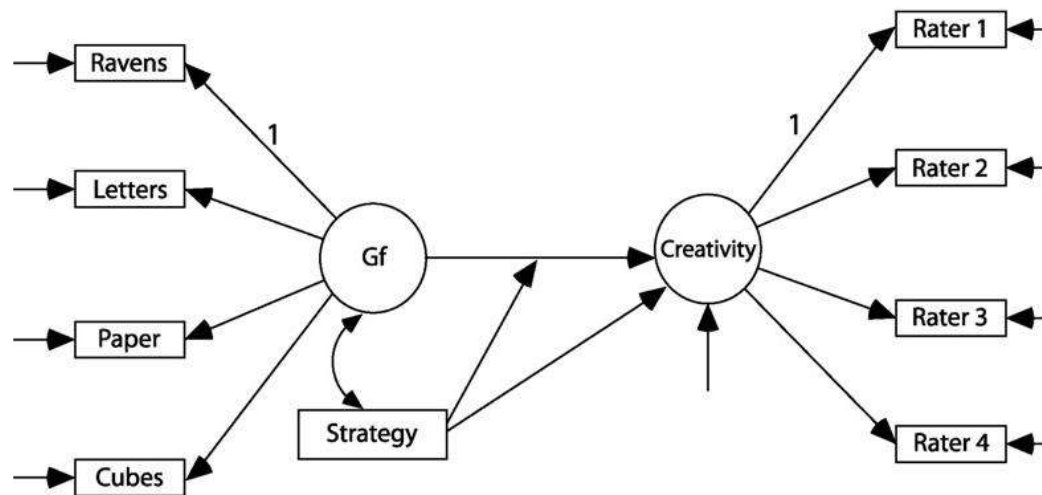 Ravens
Letters
Paper
Cubes
1
Gf
Strategy
Creativity
1
Rater 1
Rater 2
Rater 3
Rater 4